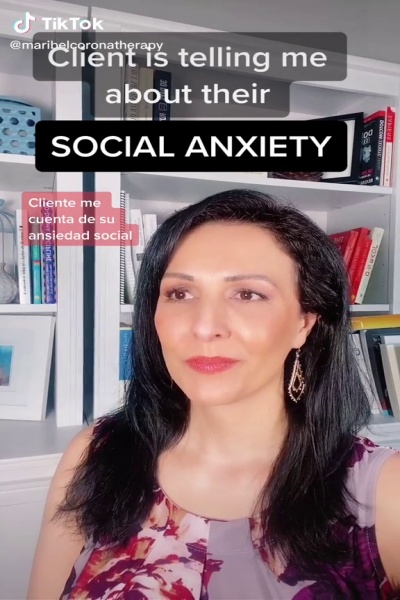 TikTok
@maribelcoronatherapy
Client is telling me
about their
SOCIAL ANXIETY
Cliente me
cuenta de su
ansiedad social